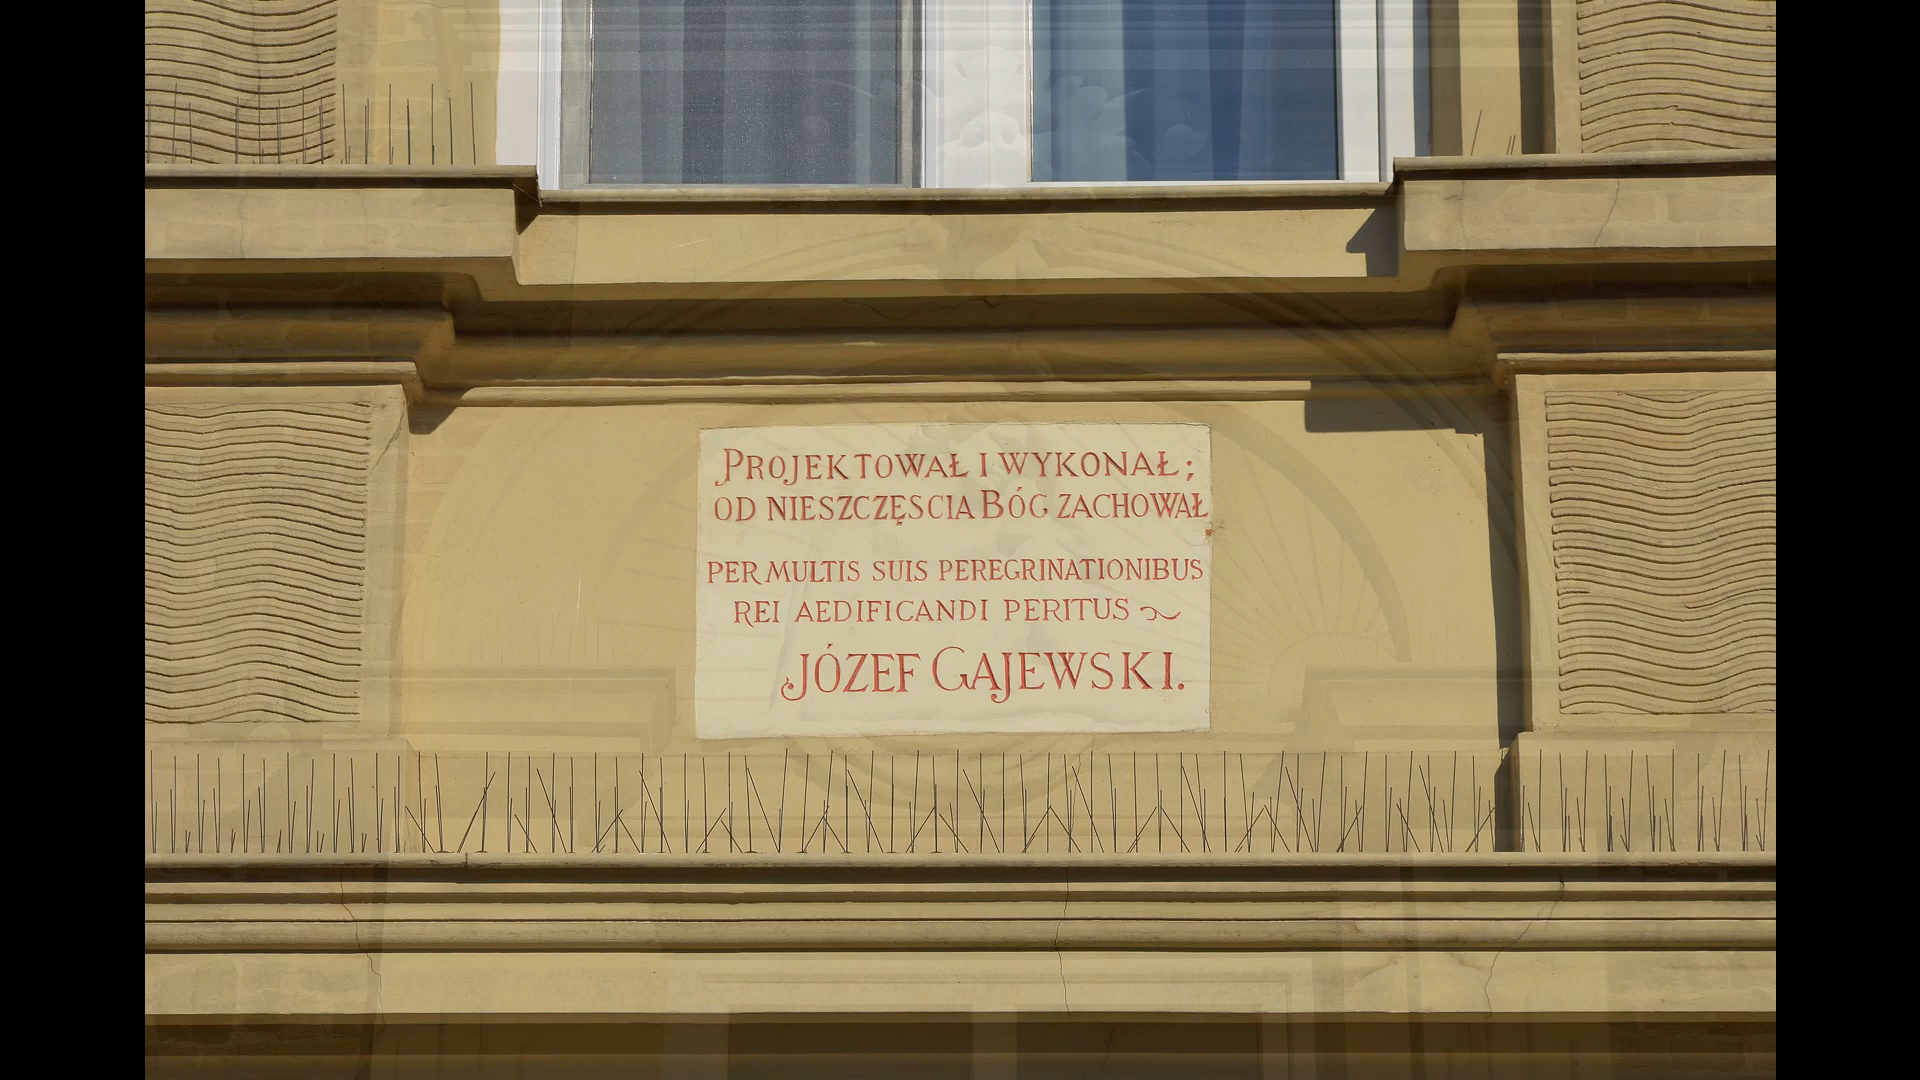 PROJEKTOWAŁ I WYKONAŁ;
OD NIESZCZĘSCIA BÓG ZACHOWAŁ
PER MULTIS SUIS PEREGRINATIONIBUS
REI AEDIFICANDI PERITUS ~
JÓZEF GAJEWSKI.